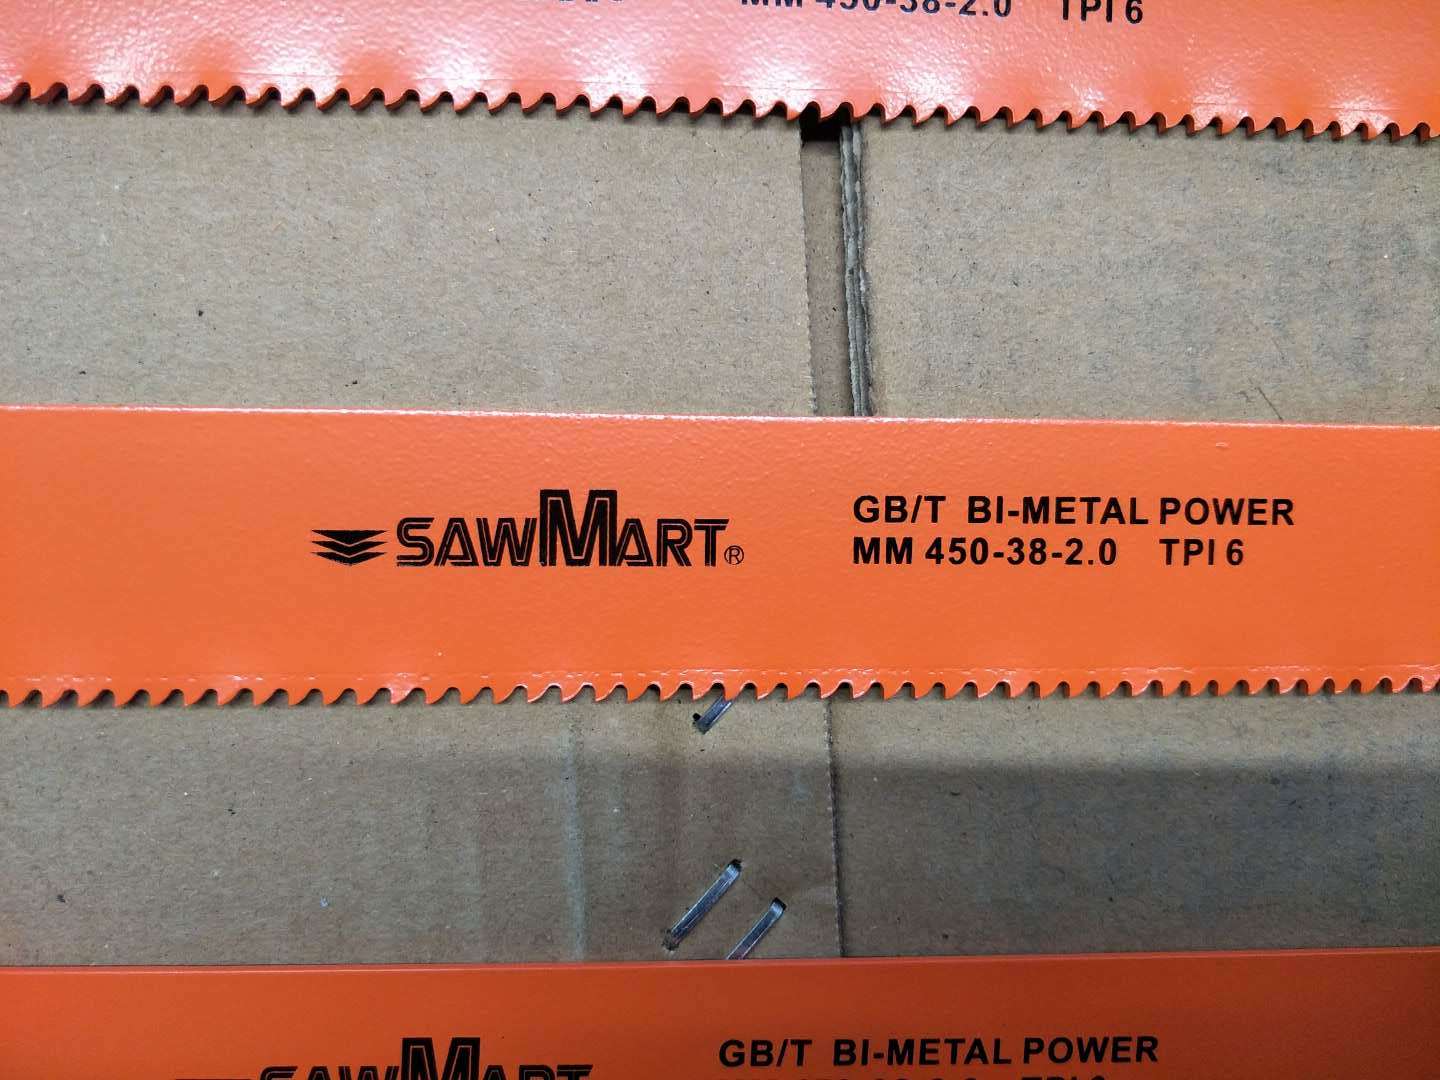 MM 450-38-2.0 TPI 6
SAWMART®
GB/T BI-METAL POWER
MM 450-38-2.0 TPI 6
SAWMART
GB/T BI-METAL POWER